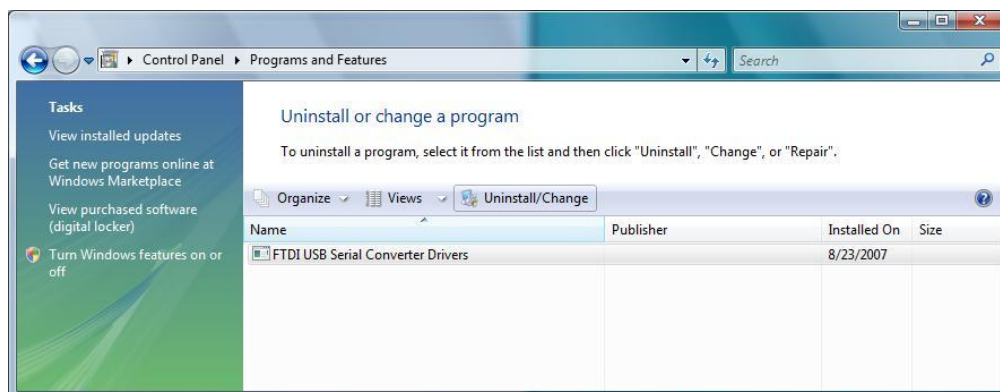 Control Panel
Programs and Features
Search
Tasks
View installed updates
Get new programs online at
Windows Marketplace
View purchased software
(digital locker)
Turn Windows features on or
off
Uninstall or change a program
To uninstall a program, select it from the list and then click "Uninstall", "Change", or "Repair".
Organize
Views
Uninstall/Change
Name
Publisher
Installed On
Size
FTDI USB Serial Converter Drivers
8/23/2007